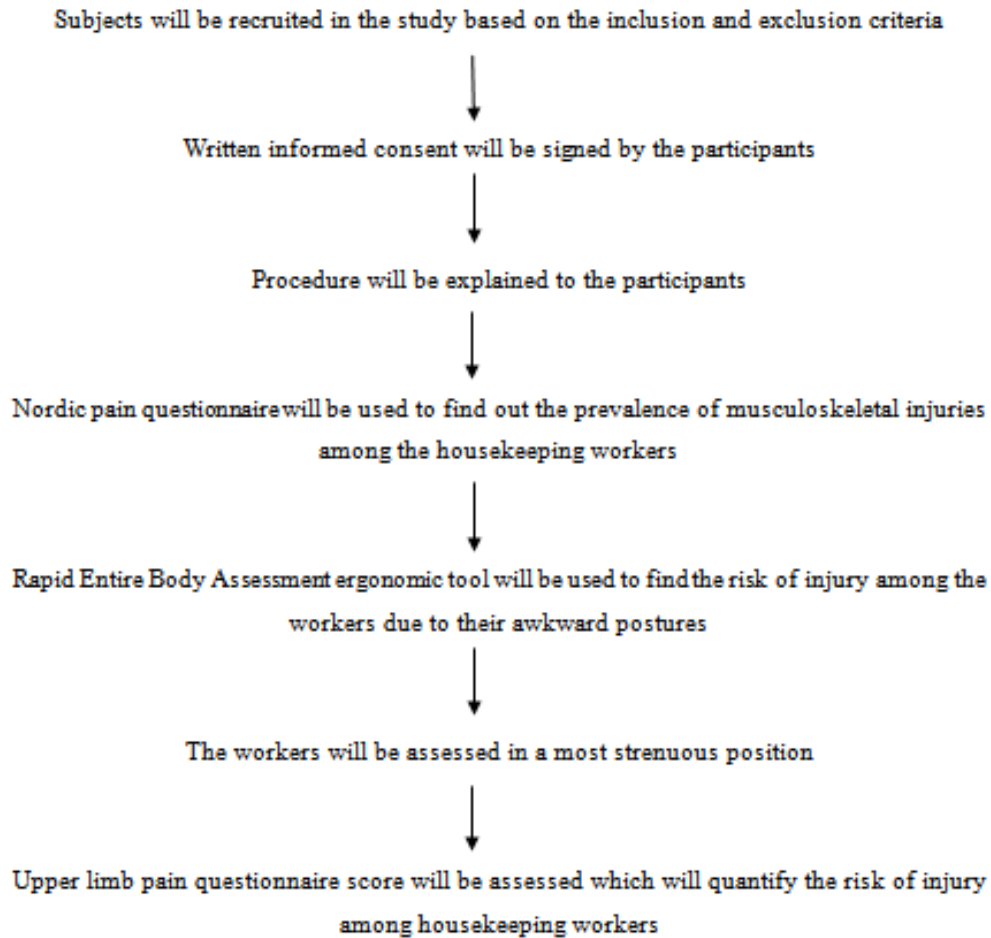 Subjects will be recruited in the study based on the inclusion and exclusion criteria
Written informed consent will be signed by the participants
Procedure will be explained to the participants
Nordic pain questionnaire will be used to find out the prevalence of musculoskeletal injuries
among the housekeeping workers
Rapid Entire Body Assessment ergonomic tool will be used to find the risk of injury among the
workers due to their awkward postures
The workers will be assessed in a most strenuous position
Upper limb pain questionnaire score will be assessed which will quantify the risk of injury
among housekeeping workers